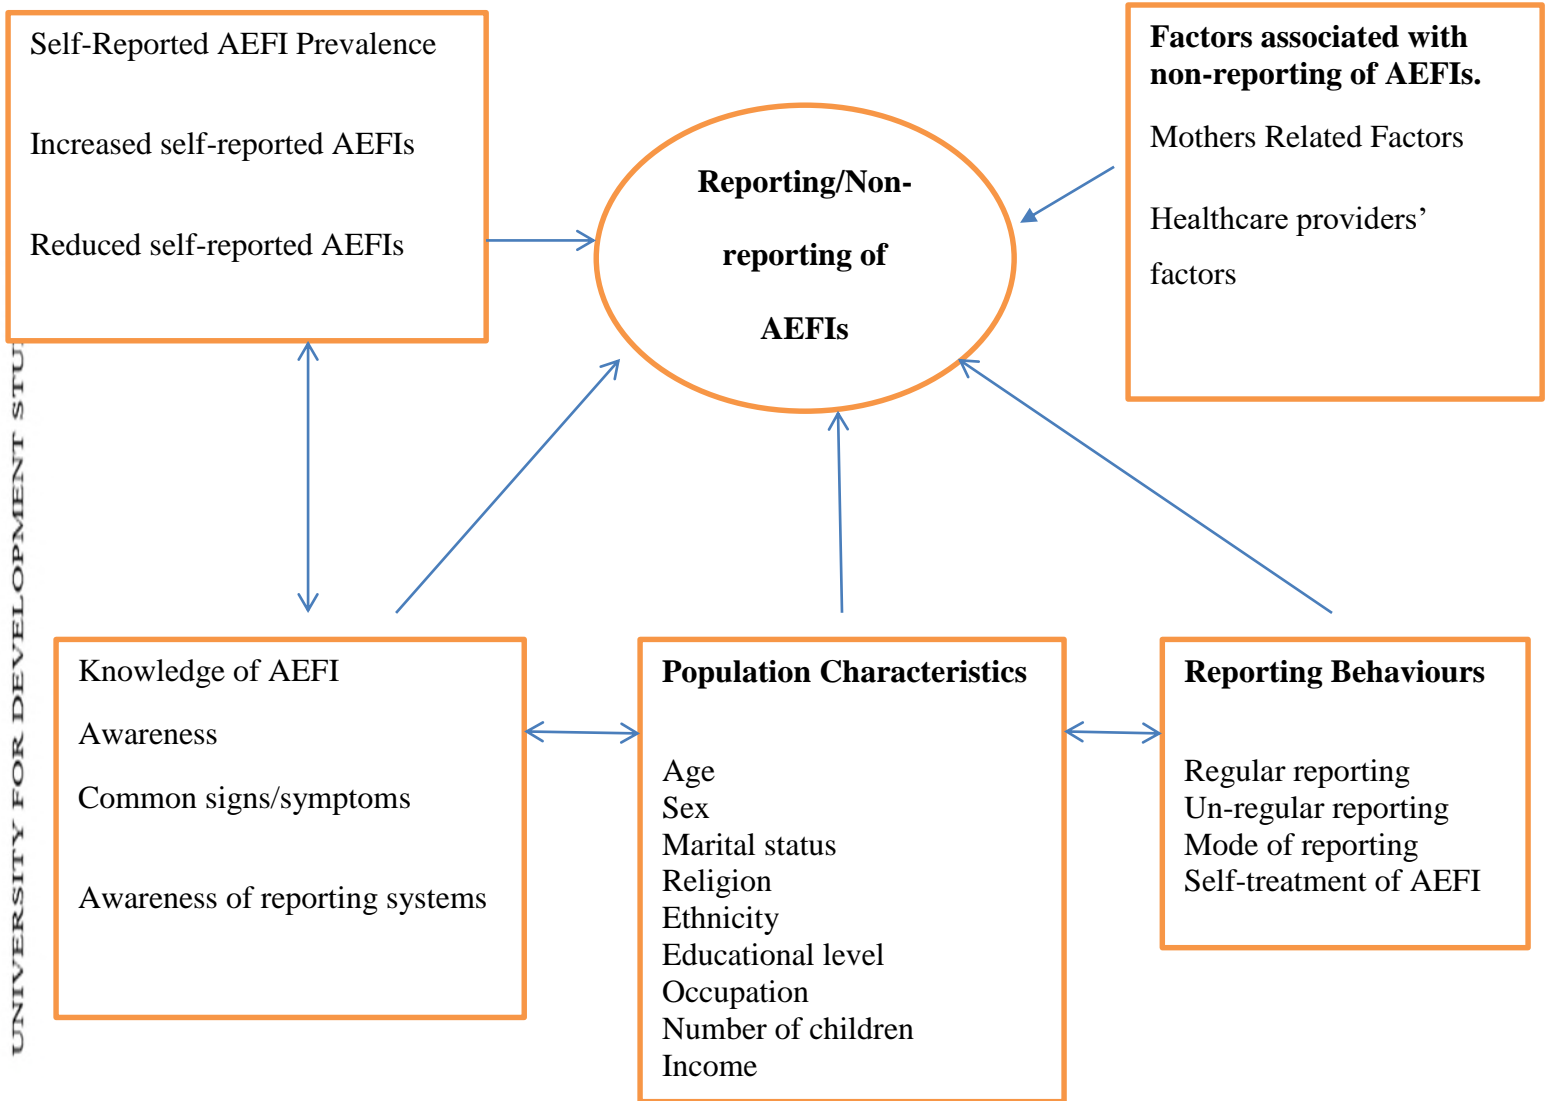 Self-Reported AEFI Prevalence
Increased self-reported AEFIs
Reduced self-reported AEFIs
Reporting/Non-
reporting of
AEFIs
Factors associated with
non-reporting of AEFIs.
Mothers Related Factors
Healthcare providers’
factors
Knowledge of AEFI
Awareness
Common signs/symptoms
Awareness of reporting systems
Population Characteristics
Age
Sex
Marital status
Religion
Ethnicity
Educational level
Occupation
Number of children
Income
Reporting Behaviours
Regular reporting
Un-regular reporting
Mode of reporting
Self-treatment of AEFI
UNIVERSITY FOR DEVELOPMENT